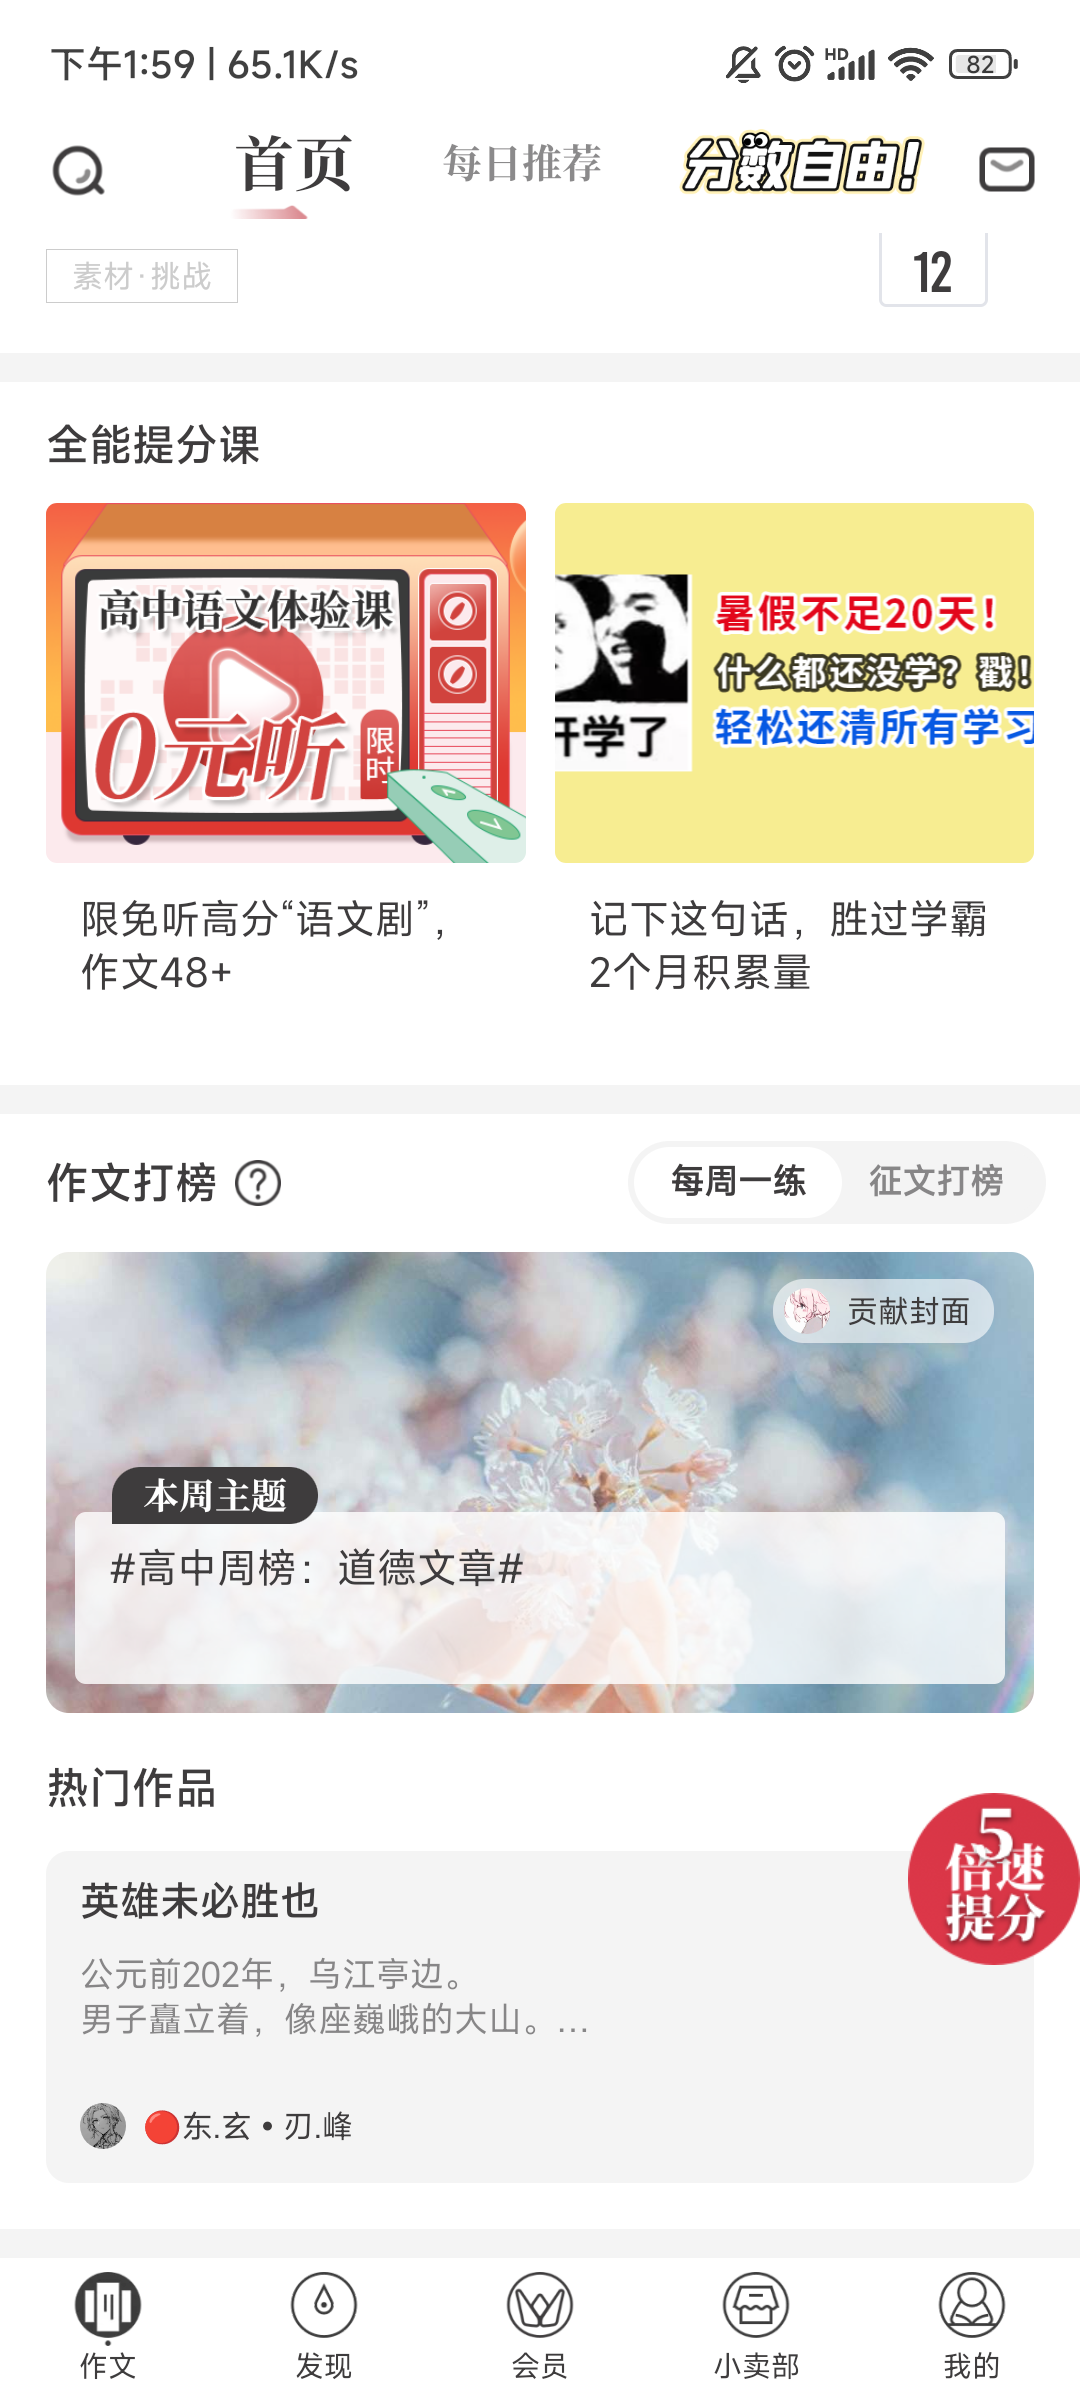 下午1:59 | 65.1K/s
HD
82
首页
每日推荐
分数自由!
素材·挑战
12
全能提分课
高中语文体验课
0元听
限时
暑假不足20天!
什么都还没学?戳!
轻松还清所有学习
开学了
限免听高分“语文剧”,
作文48+
记下这句话,胜过学霸
2个月积累量
作文打榜 ?
每周一练
征文打榜
贡献封面
本周主题
#高中周榜:道德文章#
热门作品
5
倍速
提分
英雄未必胜也
公元前202年,乌江亭边。
男子矗立着,像座巍峨的大山。...
东.玄 • 刃.峰
作文
发现
会员
小卖部
我的